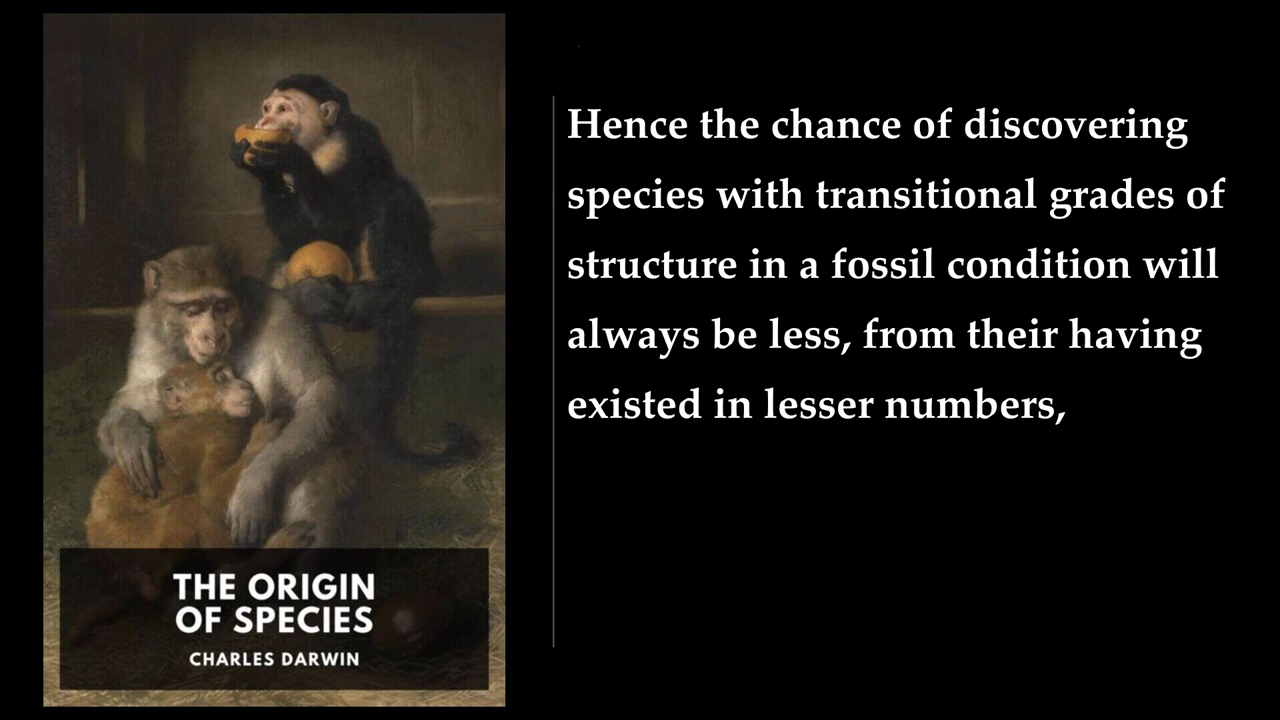 Hence the chance of discovering
species with transitional grades of
structure in a fossil condition will
always be less, from their having
existed in lesser numbers,
THE ORIGIN
OF SPECIES
CHARLES DARWIN